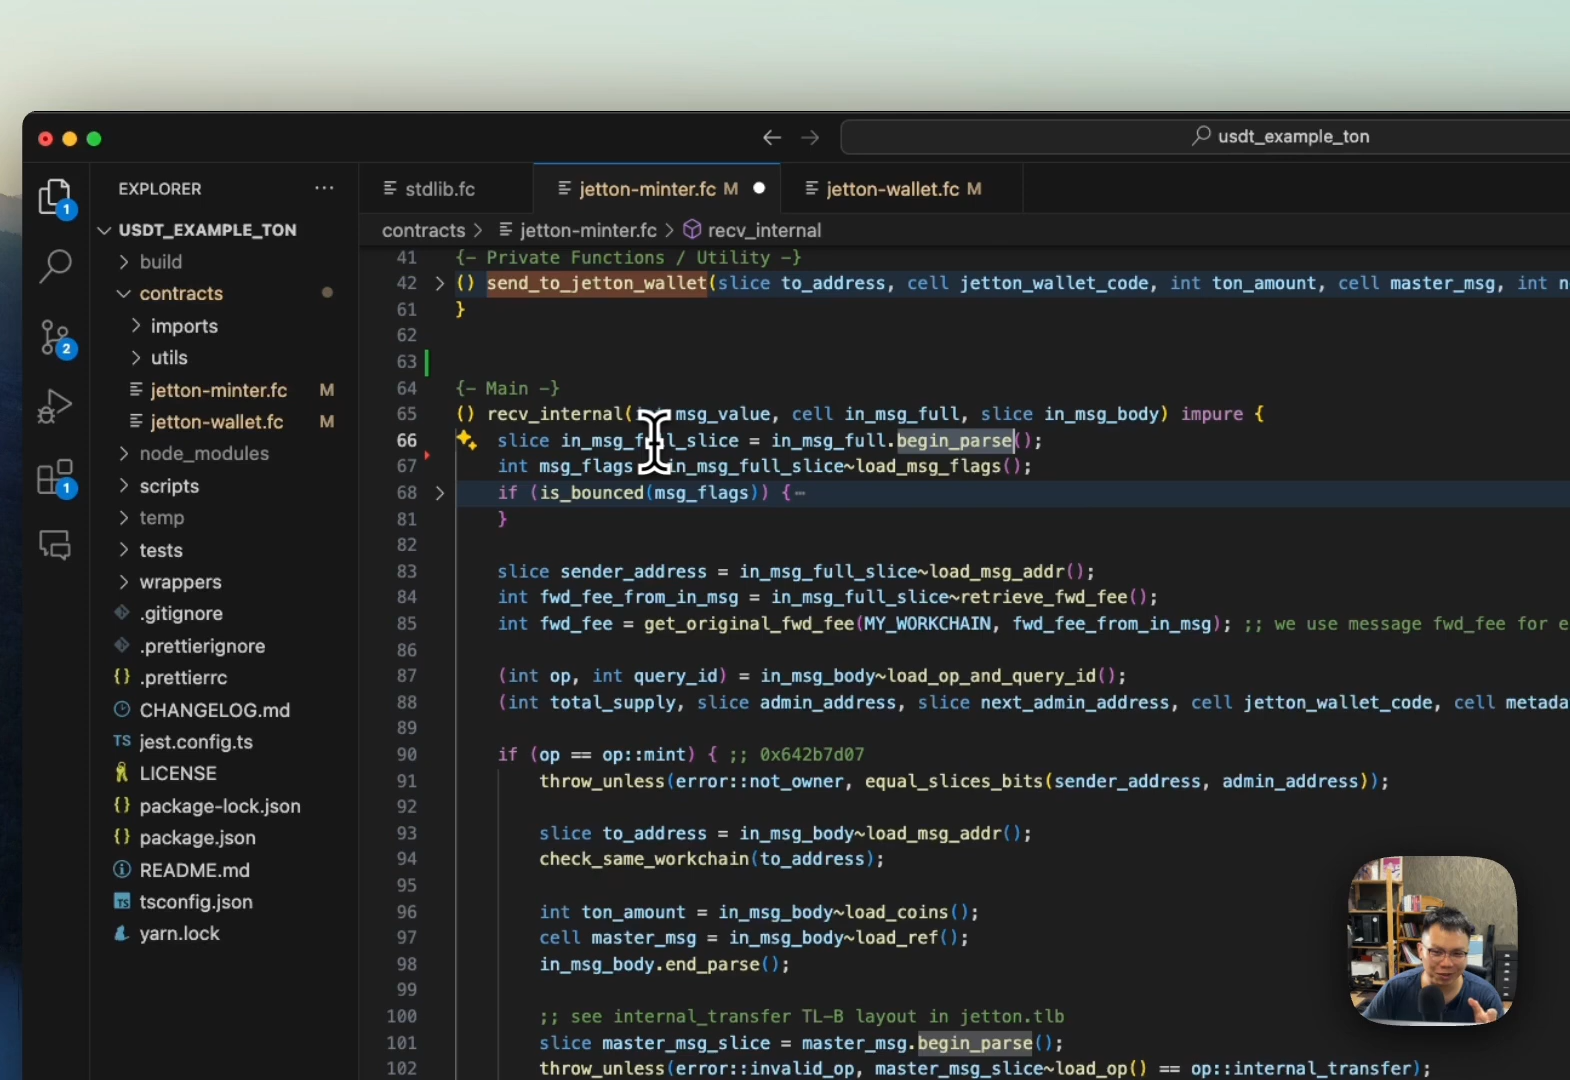 usdt_example_ton
EXPLORER
stdlib.fc
jetton-minter.fc M
jetton-wallet.fc M
USDT_EXAMPLE_TON
contracts > jetton-minter.fc > recv_internal
build
contracts
imports
utils
jetton-minter.fc M
jetton-wallet.fc M
node_modules
scripts
temp
tests
wrappers
.gitignore
.prettierignore
{} .prettierrc
CHANGELOG.md
TS jest.config.ts
LICENSE
{} package-lock.json
{} package.json
README.md
TS tsconfig.json
yarn.lock
1
2
1
41 {- Private Functions / Utility -}
42 () send_to_jetton_wallet(slice to_address, cell jetton_wallet_code, int ton_amount, cell master_msg, int n
61 }
62
63
64 {- Main -}
65 () recv_internal( msg_value, cell in_msg_full, slice in_msg_body) impure {
66 slice in_msg_full_slice = in_msg_full.begin_parse();
67 int msg_flags in_msg_full_slice~load_msg_flags();
68 if (is_bounced(msg_flags)) {⋯
81 }
82
83 slice sender_address = in_msg_full_slice~load_msg_addr();
84 int fwd_fee_from_in_msg = in_msg_full_slice~retrieve_fwd_fee();
85 int fwd_fee = get_original_fwd_fee(MY_WORKCHAIN, fwd_fee_from_in_msg); ;; we use message fwd_fee for e
86
87 (int op, int query_id) = in_msg_body~load_op_and_query_id();
88 (int total_supply, slice admin_address, slice next_admin_address, cell jetton_wallet_code, cell metada
89
90 if (op == op::mint) { ;; 0x642b7d07
91 throw_unless(error::not_owner, equal_slices_bits(sender_address, admin_address));
92
93 slice to_address = in_msg_body~load_msg_addr();
94 check_same_workchain(to_address);
95
96 int ton_amount = in_msg_body~load_coins();
97 cell master_msg = in_msg_body~load_ref();
98 in_msg_body.end_parse();
99
100 ;; see internal_transfer TL-B layout in jetton.tlb
101 slice master_msg_slice = master_msg.begin_parse();
102 throw_unless(error::invalid_op, master_msg_slice~load_op() == op::internal_transfer);